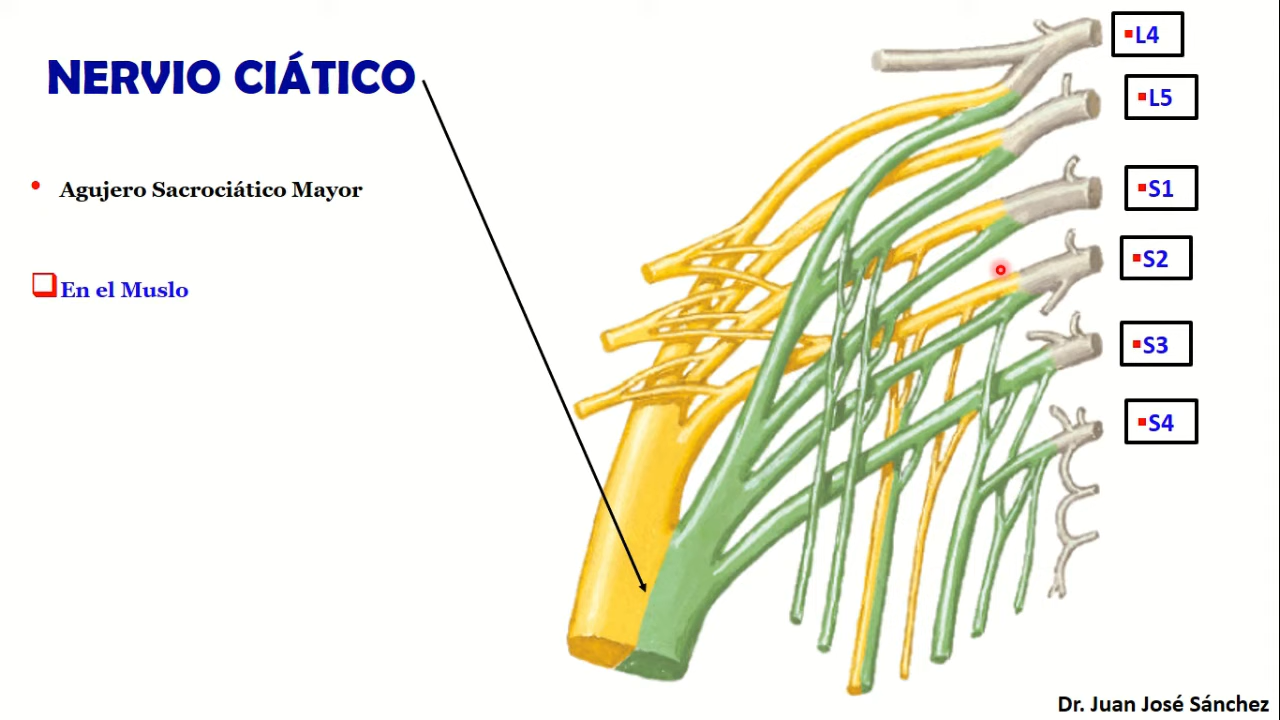 NERVIO CIÁTICO
Agujero Sacrociático Mayor
En el Muslo
L4
L5
S1
S2
S3
S4
Dr. Juan José Sánchez